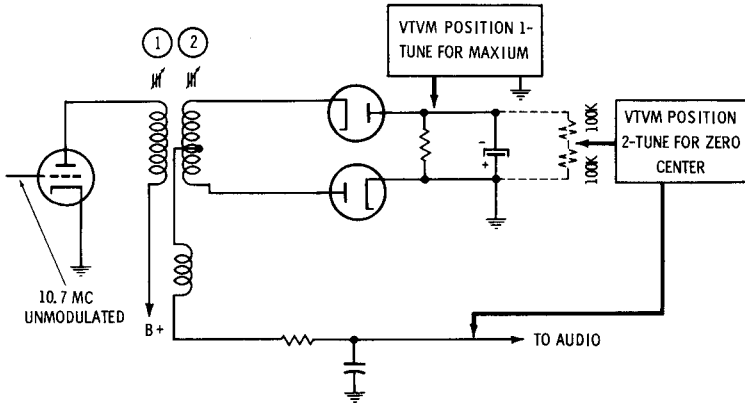 1 2
VTVM POSITION 1-
TUNE FOR MAXIUM
VTVM POSITION
2-TUNE FOR ZERO
CENTER
100K
100K
-
+
10.7 MC
UNMODULATED
B+
TO AUDIO